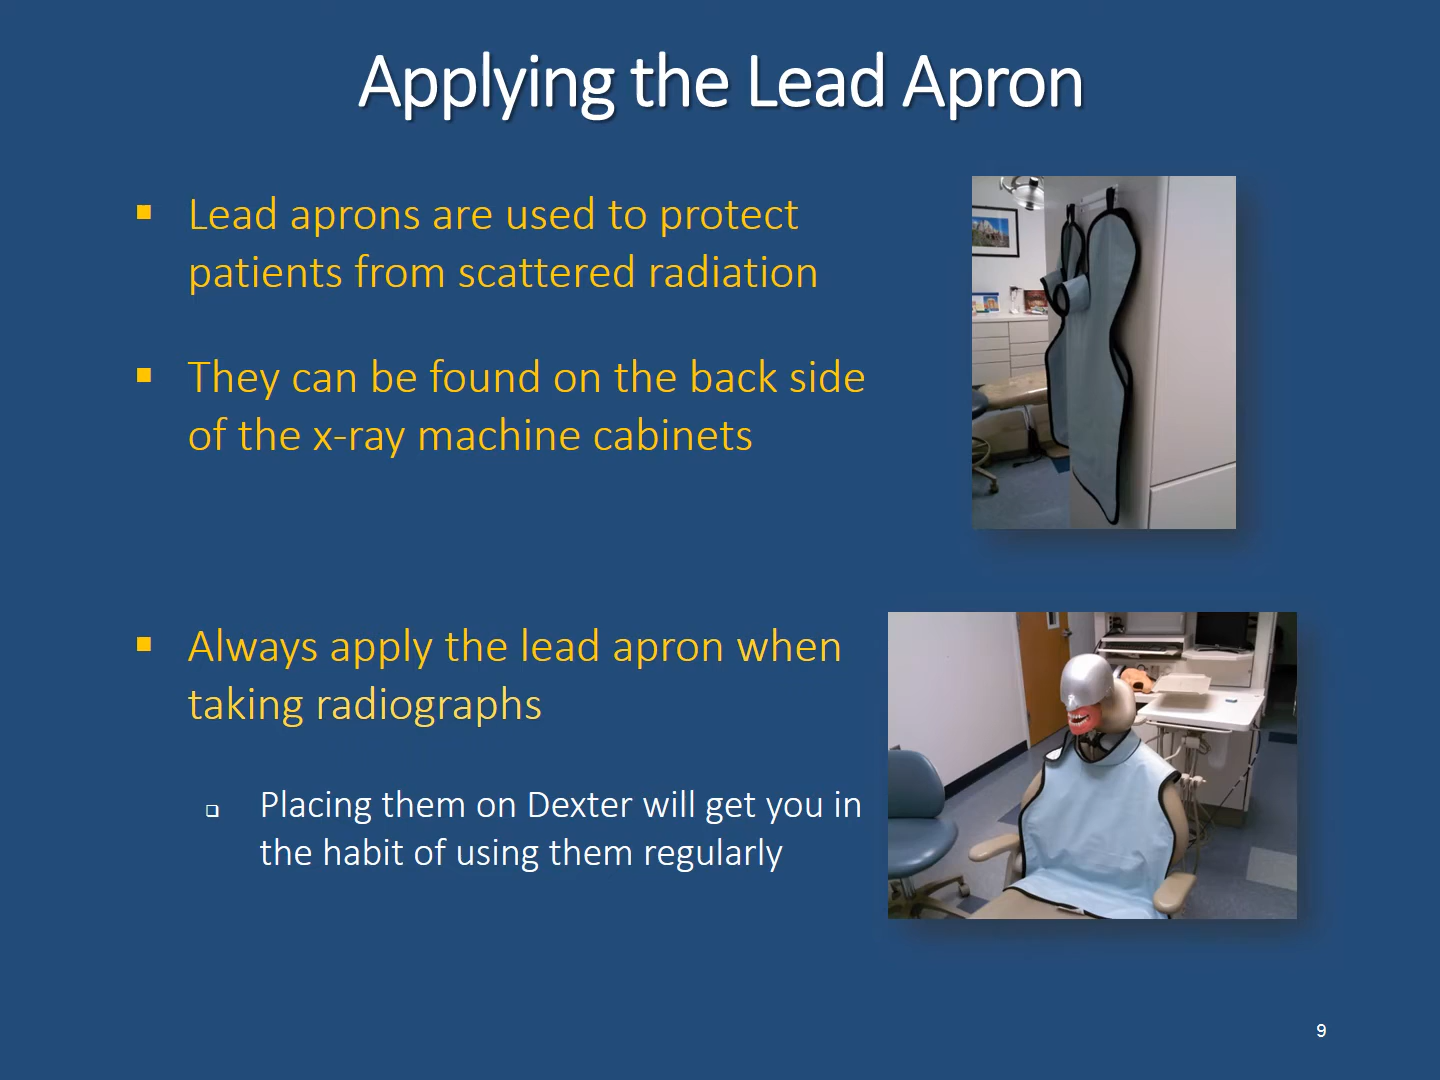 Applying the Lead Apron
Lead aprons are used to protect
patients from scattered radiation
They can be found on the back side
of the x-ray machine cabinets
Always apply the lead apron when
taking radiographs
Placing them on Dexter will get you in
the habit of using them regularly
9